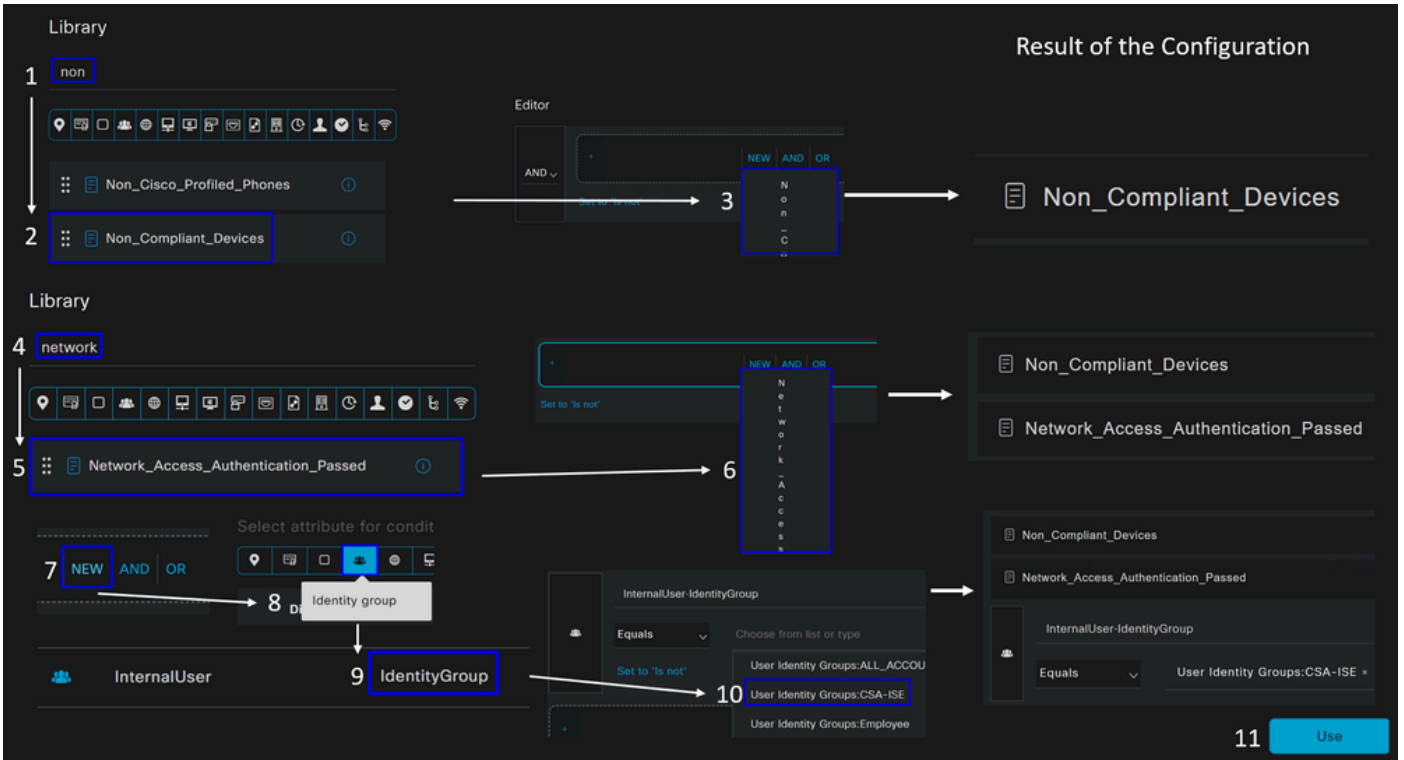 Library
Result of the Configuration
1 non
Editor
NEW AND OR
AND
Non_Cisco_Profiled_Phones
Set to 'Is not'
3
N
o
n
_
C
o
Non_Compliant_Devices
2 Non_Compliant_Devices
Library
4 network
NEW AND OR
Set to 'Is not'
N
e
t
w
o
r
k
_
A
c
c
e
s
s
Non_Compliant_Devices
Network_Access_Authentication_Passed
5 Network_Access_Authentication_Passed
6
Select attribute for condit
7 NEW AND OR
8 Di
Identity group
InternalUser
9 IdentityGroup
InternalUser-IdentityGroup
Equals
Choose from list or type
Set to 'Is not'
User Identity Groups:ALL_ACCOU
10 User Identity Groups:CSA-ISE
User Identity Groups:Employee
Non_Compliant_Devices
Network_Access_Authentication_Passed
InternalUser-IdentityGroup
Equals
User Identity Groups:CSA-ISE ×
11 Use